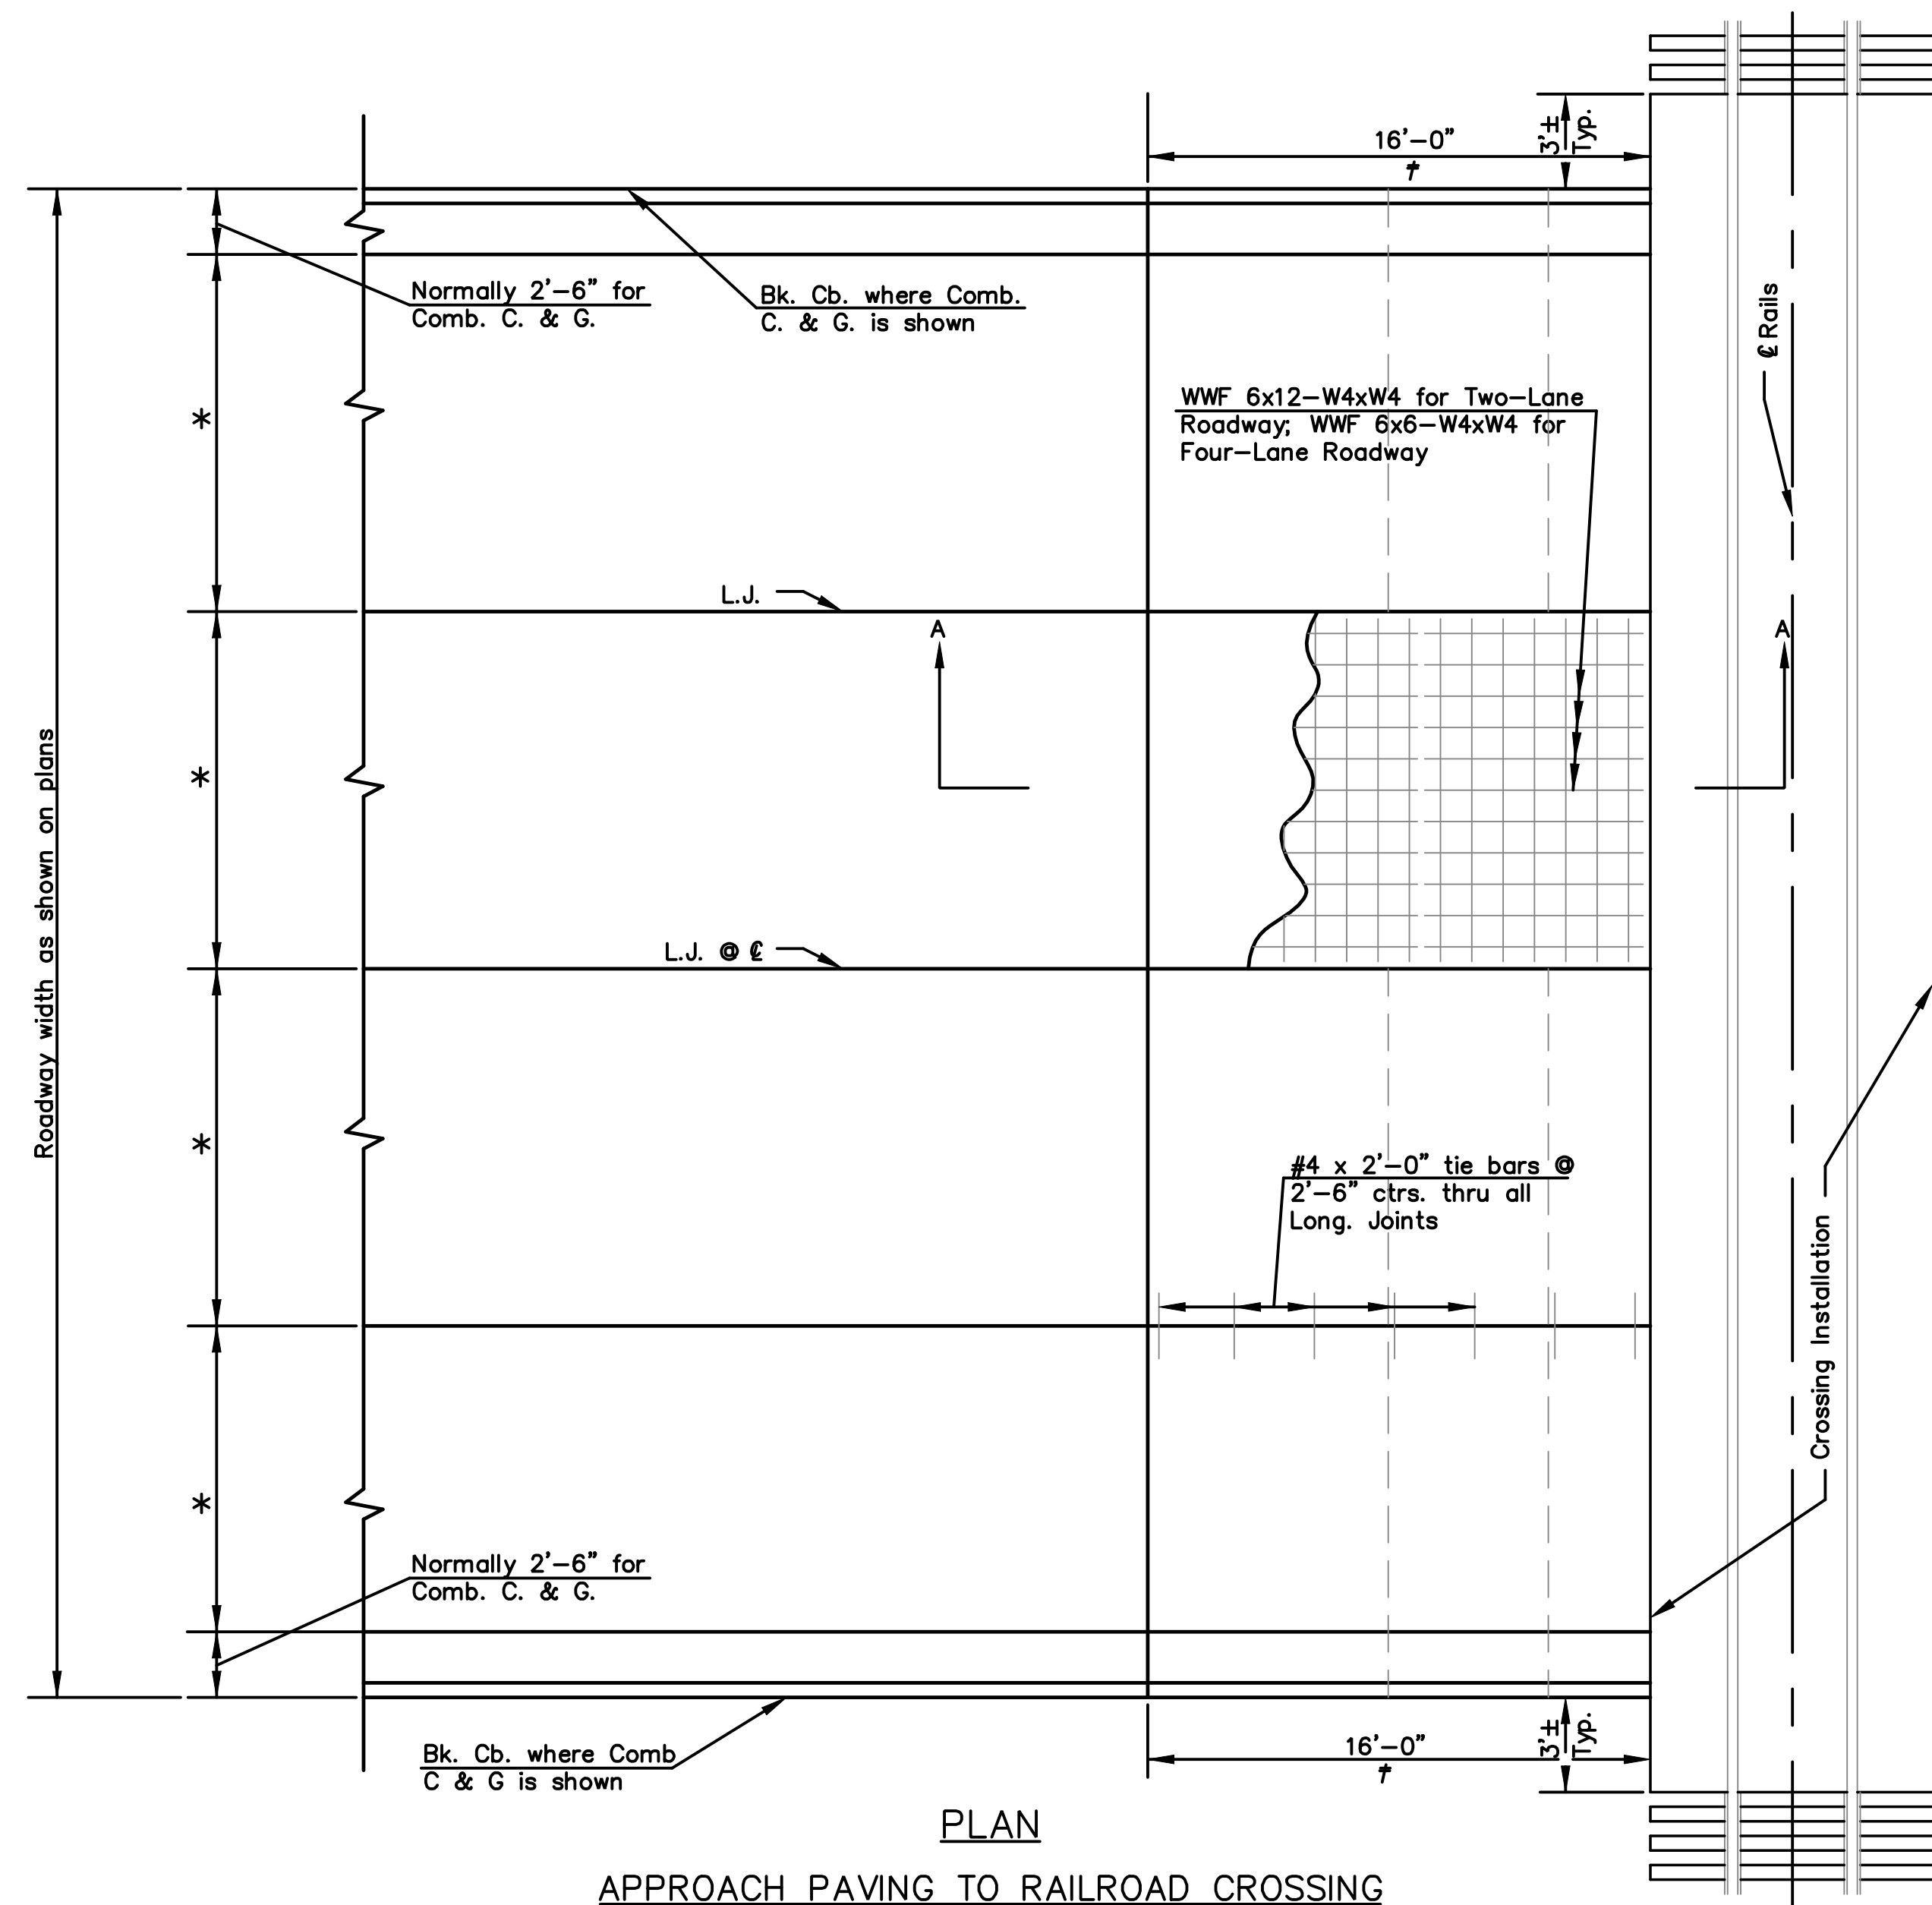 16'-0"
†
3'±
Typ.
Normally 2'-6" for
Comb. C. & G.
Bk. Cb. where Comb.
C. & G. is shown
℄ Rails
WWF 6x12-W4xW4 for Two-Lane
Roadway; WWF 6x6-W4xW4 for
Four-Lane Roadway
*
L.J.
A
A
*
Roadway width as shown on plans
L.J. @ ℄
*
#4 x 2'-0" tie bars @
2'-6" ctrs. thru all
Long. Joints
Crossing Installation
*
Normally 2'-6" for
Comb. C. & G.
Bk. Cb. where Comb
C & G is shown
16'-0"
†
3'±
Typ.
PLAN
APPROACH PAVING TO RAILROAD CROSSING